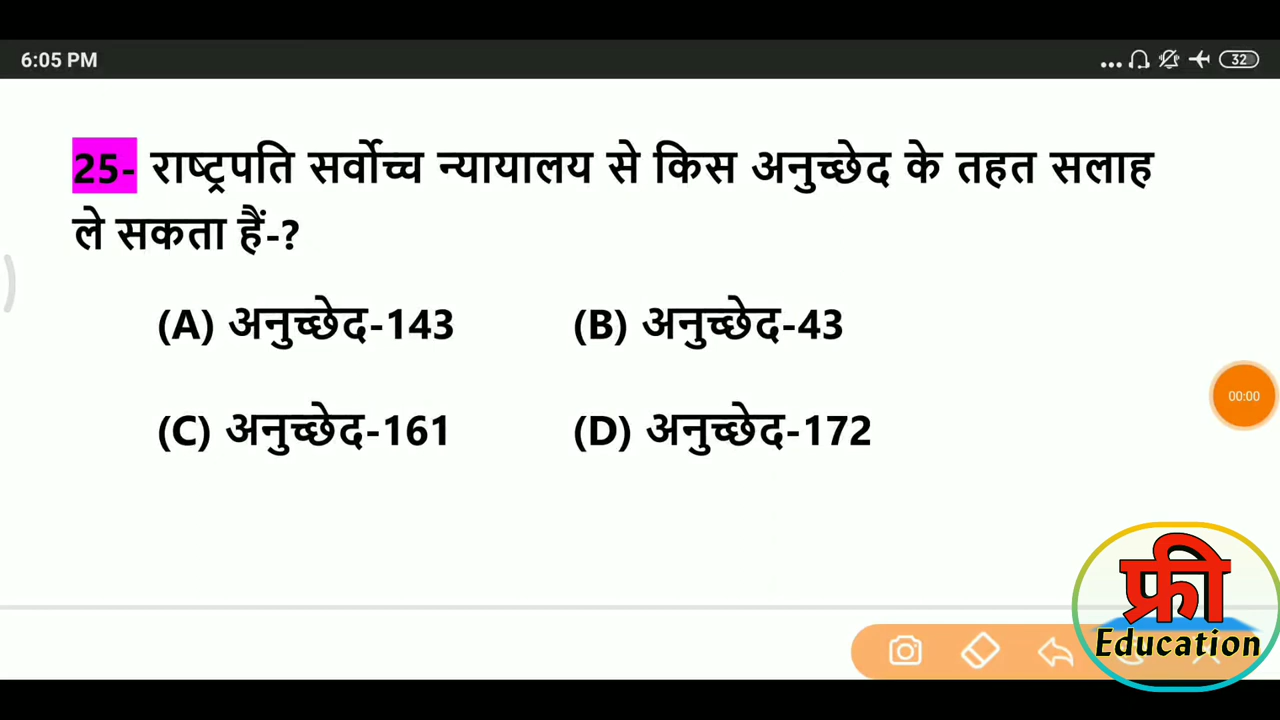 6:05 PM
32
25- राष्ट्रपति सर्वोच्च न्यायालय से किस अनुच्छेद के तहत सलाह
ले सकता हैं-?
(A) अनुच्छेद-143 (B) अनुच्छेद-43
00:00
(C) अनुच्छेद-161 (D) अनुच्छेद-172
फ्री
Education